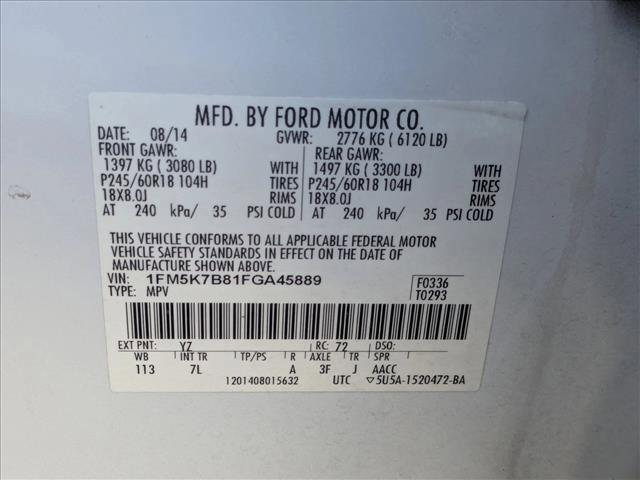 MFD. BY FORD MOTOR CO.
DATE: 08/14 GVWR: 2776 KG ( 6120 LB)
FRONT GAWR: REAR GAWR:
1397 KG ( 3080 LB) 1497 KG ( 3300 LB)
P245/60R18 104H TIRES P245/60R18 104H TIRES
18X8.0J RIMS 18X8.0J RIMS
AT 240 kPa/ 35 PSI COLD AT 240 kPa/ 35 PSI COLD
THIS VEHICLE CONFORMS TO ALL APPLICABLE FEDERAL MOTOR
VEHICLE SAFETY STANDARDS IN EFFECT ON THE DATE OF
MANUFACTURE SHOWN ABOVE.
VIN: 1FM5K7B81FGA45889 F0336
TYPE: MPV T0293
EXT PNT: YZ RC: 72 DSO:
WB INT TR TP/PS R AXLE TR SPR
113 7L A 3F J AACC
1201408015632 UTC ▽5U5A-1520472-BA